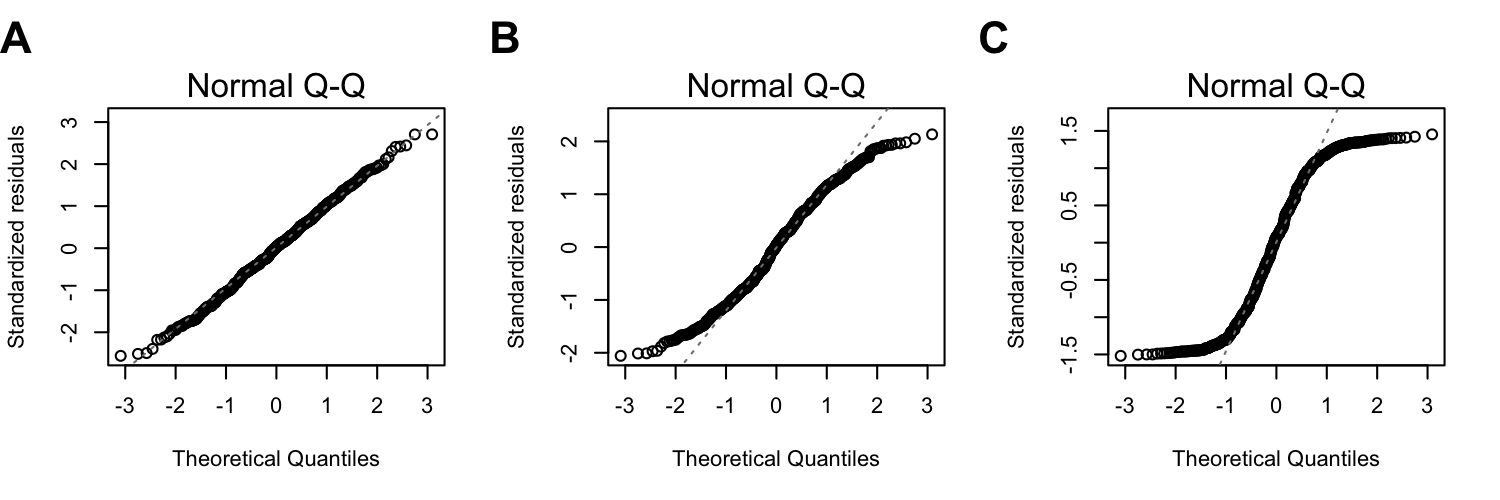 A
Normal Q-Q
Standardized residuals
3
2
1
0
-1
-2
-3 -2 -1 0 1 2 3
Theoretical Quantiles
B
Normal Q-Q
Standardized residuals
2
1
0
-1
-2
-3 -2 -1 0 1 2 3
Theoretical Quantiles
C
Normal Q-Q
Standardized residuals
1.5
0.5
-0.5
-1.5
-3 -2 -1 0 1 2 3
Theoretical Quantiles